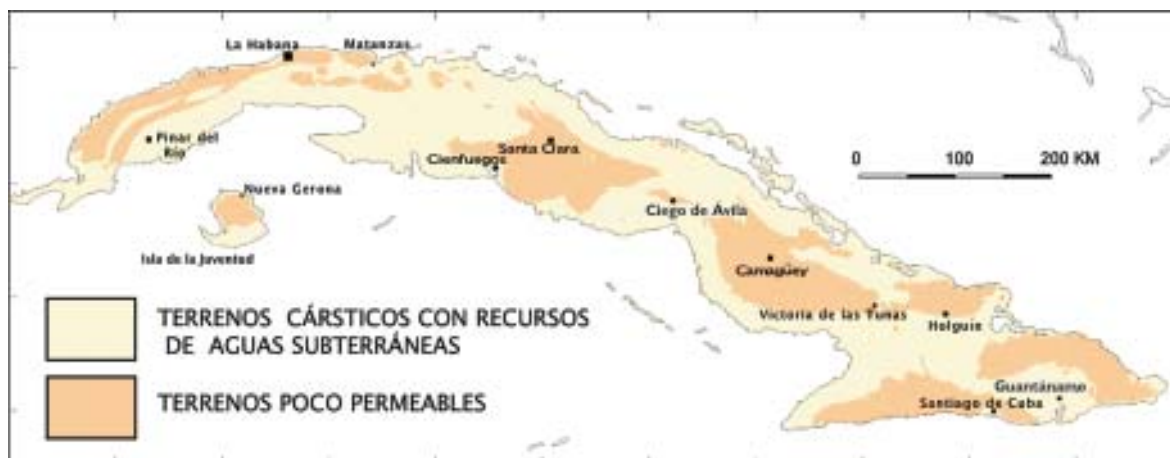 La Habana
Matanzas
Pinar del
Río
Santa Clara
Cienfuegos
0 100 200 KM
Nueva Gerona
Ciego de Ávila
Isla de la Juventud
Camagüey
Victoria de las Tunas
Holguin
TERRENOS CÁRSTICOS CON RECURSOS
DE AGUAS SUBTERRÁNEAS
Guantánamo
Santiago de Cuba
TERRENOS POCO PERMEABLES